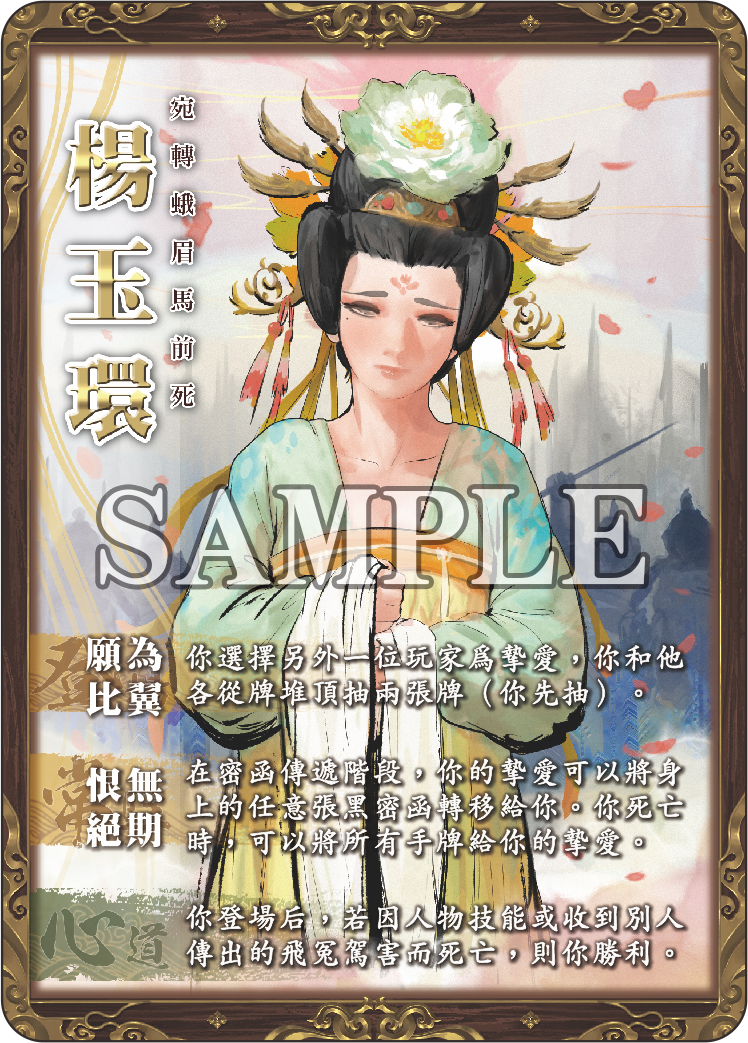 楊玉環
宛轉蛾眉馬前死
SAMPLE
登
願為
比翼
你選擇另外一位玩家爲摯愛，你和他
各從牌堆頂抽兩張牌（你先抽）。
常
恨無
絕期
在密函傳遞階段，你的摯愛可以將身
上的任意張黑密函轉移給你。你死亡
時，可以將所有手牌給你的摯愛。
心道
你登場后，若因人物技能或收到別人
傳出的飛冤駕害而死亡，則你勝利。